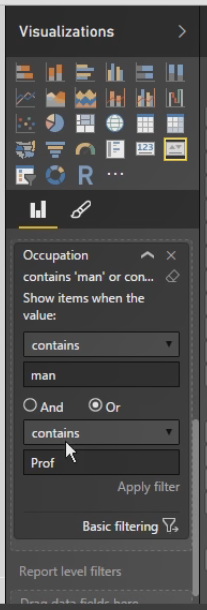 Visualizations
123
R
...
Occupation
contains 'man' or con...
Show items when the
value:
contains
man
And Or
contains
Prof
Apply filter
Basic filtering
Report level filters
Drag data fields here